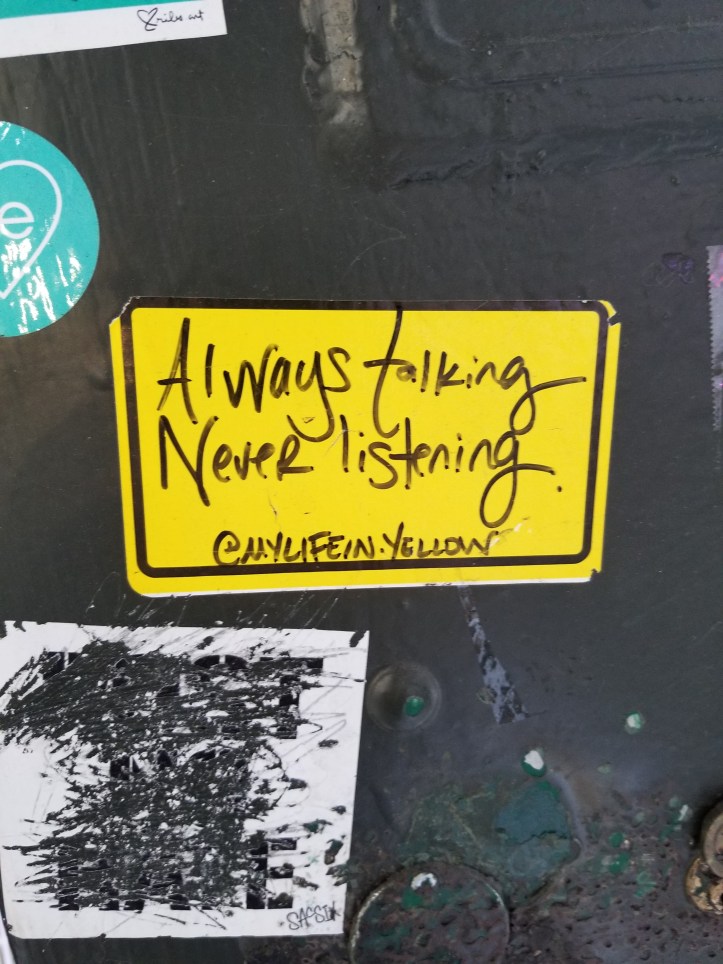 e
Always talking
Never listening.
@MYLIFEIN.YELLOW